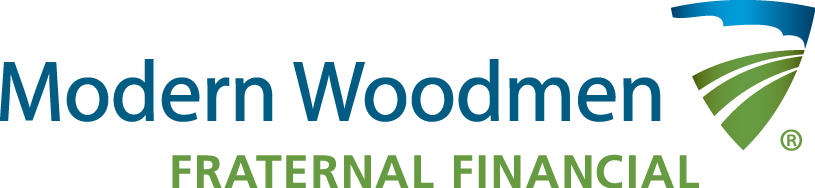 Modern Woodmen
FRATERNAL FINANCIAL
®